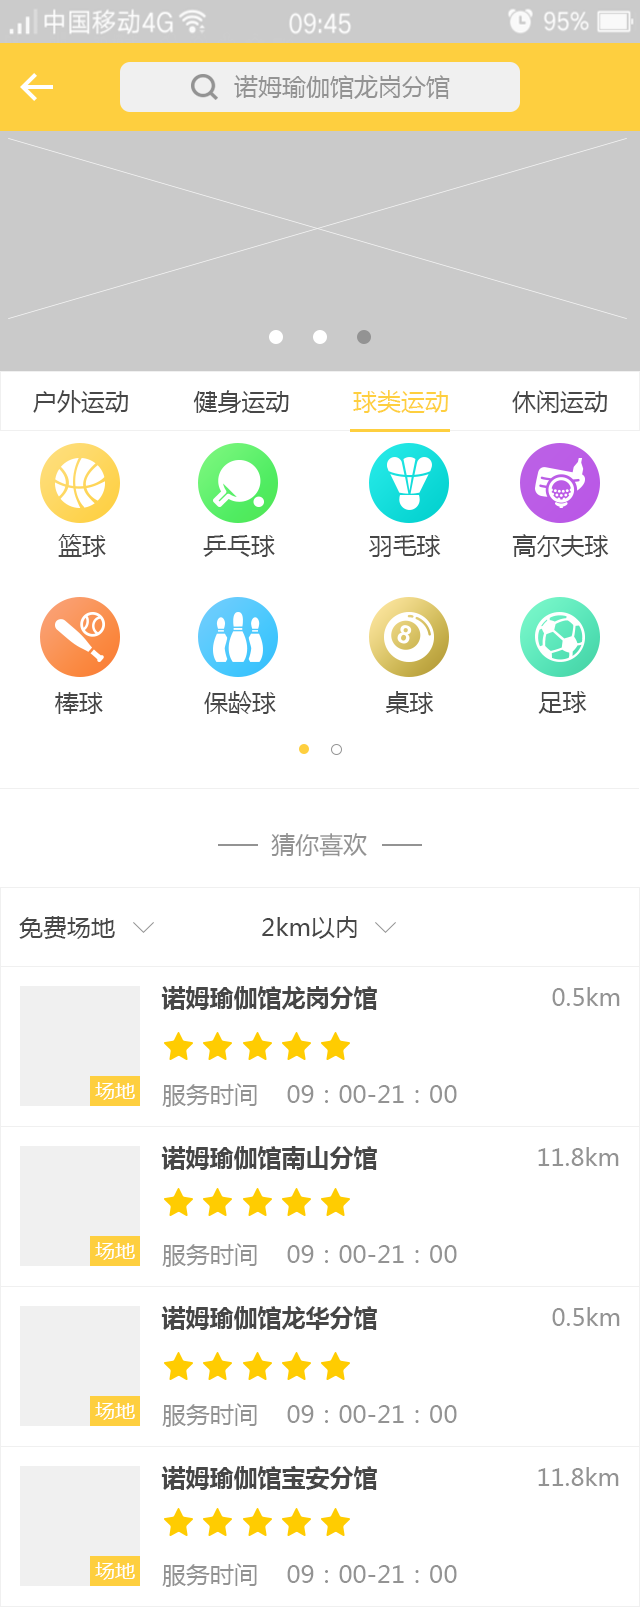 中国移动4G 09:45 95%
诺姆瑜伽馆龙岗分馆
户外运动 健身运动 球类运动 休闲运动
篮球 乒乓球 羽毛球 高尔夫球
8
棒球 保龄球 桌球 足球
猜你喜欢
免费场地 2km以内
诺姆瑜伽馆龙岗分馆 0.5km
场地
服务时间 09：00-21：00
诺姆瑜伽馆南山分馆 11.8km
场地
服务时间 09：00-21：00
诺姆瑜伽馆龙华分馆 0.5km
场地
服务时间 09：00-21：00
诺姆瑜伽馆宝安分馆 11.8km
场地
服务时间 09：00-21：00